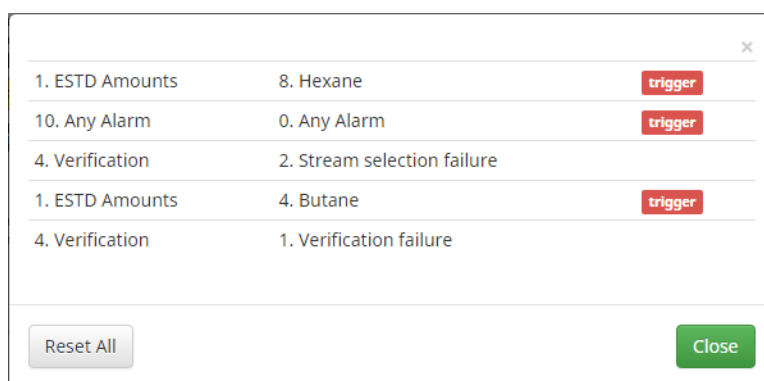 ×
1. ESTD Amounts 8. Hexane trigger
10. Any Alarm 0. Any Alarm trigger
4. Verification 2. Stream selection failure
1. ESTD Amounts 4. Butane trigger
4. Verification 1. Verification failure
Reset All Close